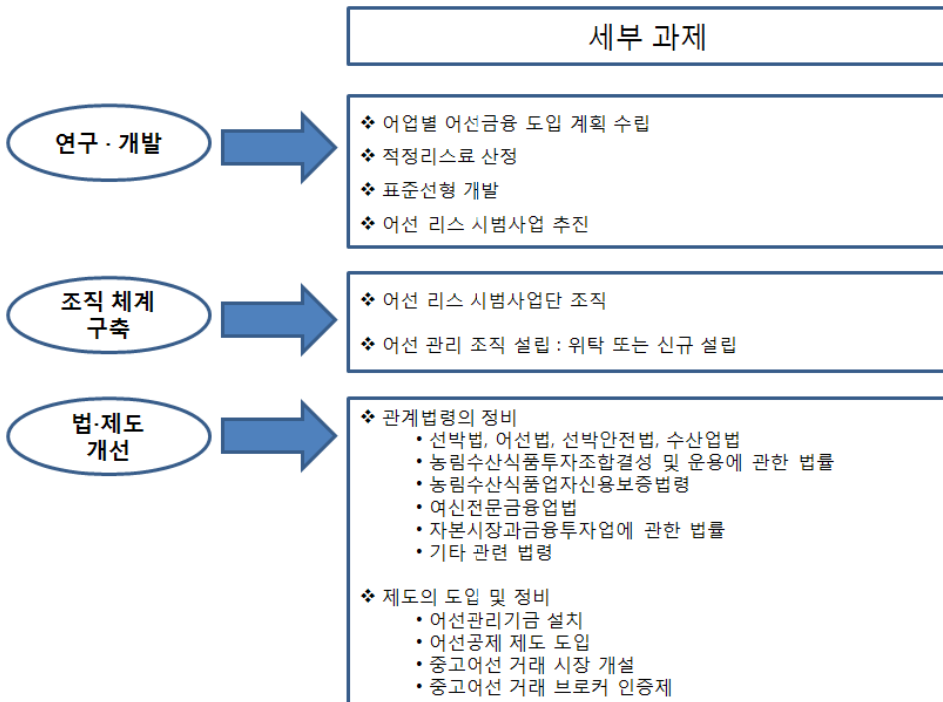 세부 과제
연구 · 개발
❖ 어업별 어선금융 도입 계획 수립
❖ 적정리스료 산정
❖ 표준선형 개발
❖ 어선 리스 시범사업 추진
조직 체계
구축
❖ 어선 리스 시범사업단 조직
❖ 어선 관리 조직 설립 : 위탁 또는 신규 설립
법·제도
개선
❖ 관계법령의 정비
• 선박법, 어선법, 선박안전법, 수산업법
• 농림수산식품투자조합결성 및 운용에 관한 법률
• 농림수산식품업자신용보증법령
• 여신전문금융업법
• 자본시장과금융투자업에 관한 법률
• 기타 관련 법령
❖ 제도의 도입 및 정비
• 어선관리기금 설치
• 어선공제 제도 도입
• 중고어선 거래 시장 개설
• 중고어선 거래 브로커 인증제